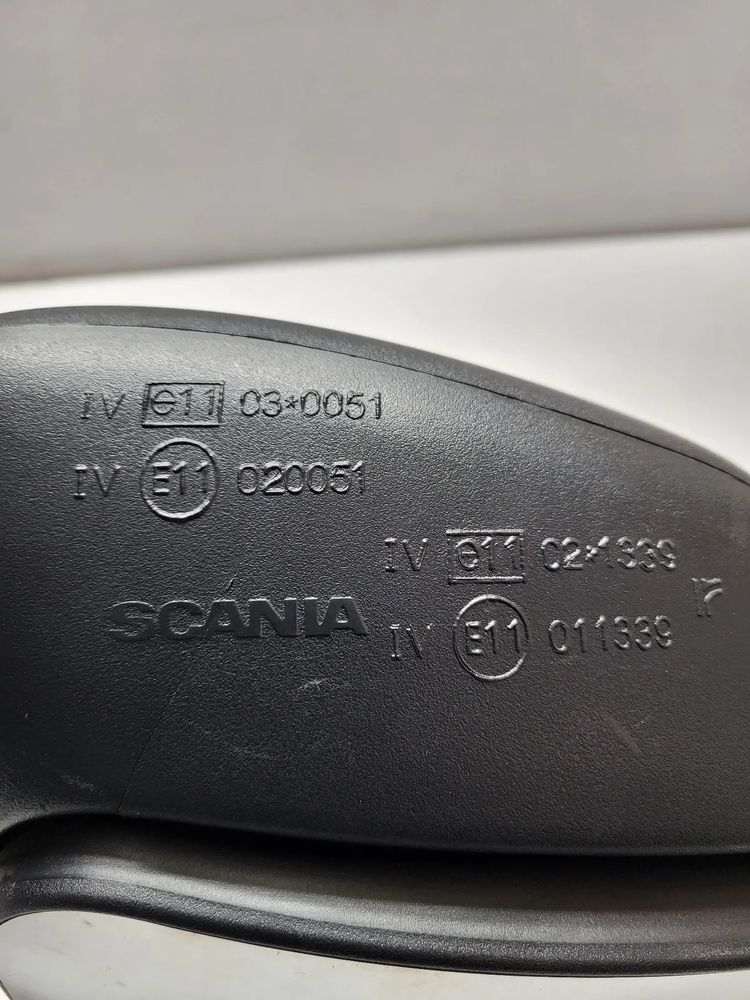 IV e11 03*0051
IV E11 020051
IV e11 02*1339
r
SCANIA
IV E11 011339